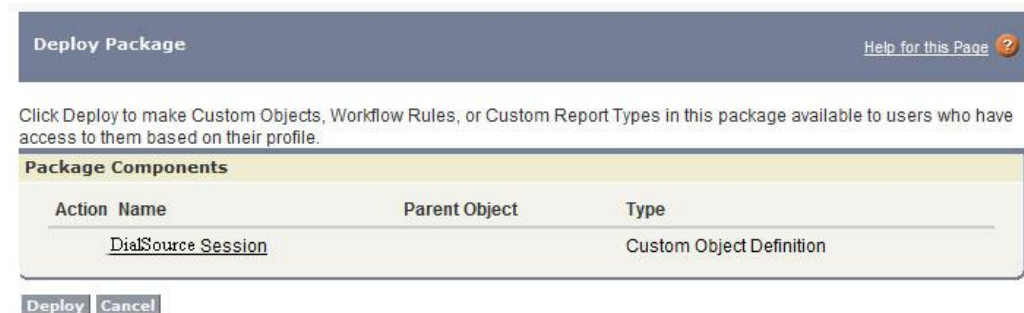 Deploy Package
Help for this Page ?
Click Deploy to make Custom Objects, Workflow Rules, or Custom Report Types in this package available to users who have
access to them based on their profile.
Package Components
Action Name Parent Object Type
DialSource Session Custom Object Definition
Deploy Cancel